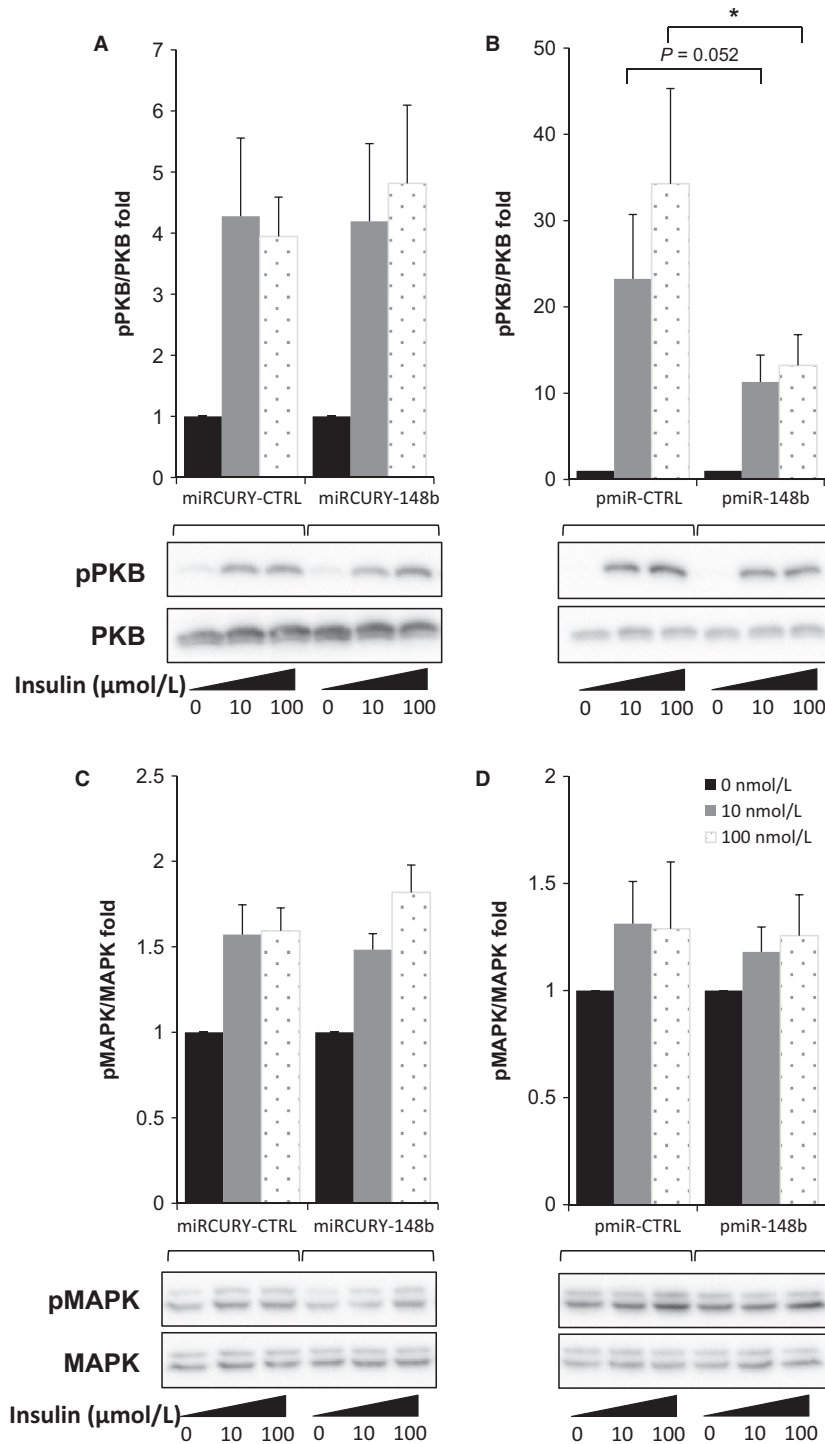 A
7
6
5
4
3
2
1
0
pPKB/PKB fold
miRCURY-CTRL miRCURY-148b
pPKB
PKB
Insulin (µmol/L)
0 10 100 0 10 100
B
*
P = 0.052
50
40
30
20
10
0
pPKB/PKB fold
pmiR-CTRL pmiR-148b
0 10 100 0 10 100
C
2.5
2
1.5
1
0.5
0
pMAPK/MAPK fold
miRCURY-CTRL miRCURY-148b
pMAPK
MAPK
Insulin (µmol/L)
0 10 100 0 10 100
D
2
1.5
1
0.5
0
pMAPK/MAPK fold
0 nmol/L
10 nmol/L
100 nmol/L
pmiR-CTRL pmiR-148b
0 10 100 0 10 100